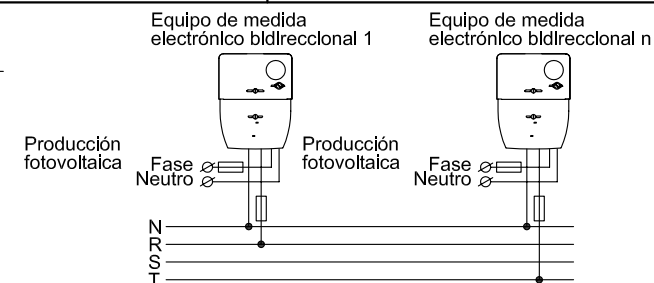 Equipo de medida
electrónico bidireccional 1
Equipo de medida
electrónico bidireccional n
Producción
fotovoltaica
Fase
Neutro
Producción
fotovoltaica
Fase
Neutro
N
R
S
T